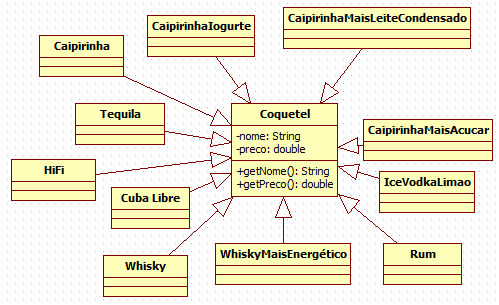 CaipirinhaIogurte
CaipirinhaMaisLeiteCondensado
Caipirinha
Tequila
Coquetel
-nome: String
-preco: double
+getNome(): String
+getPreco(): double
CaipirinhaMaisAcucar
HiFi
Cuba Libre
IceVodkaLimao
Whisky
WhiskyMaisEnergético
Rum